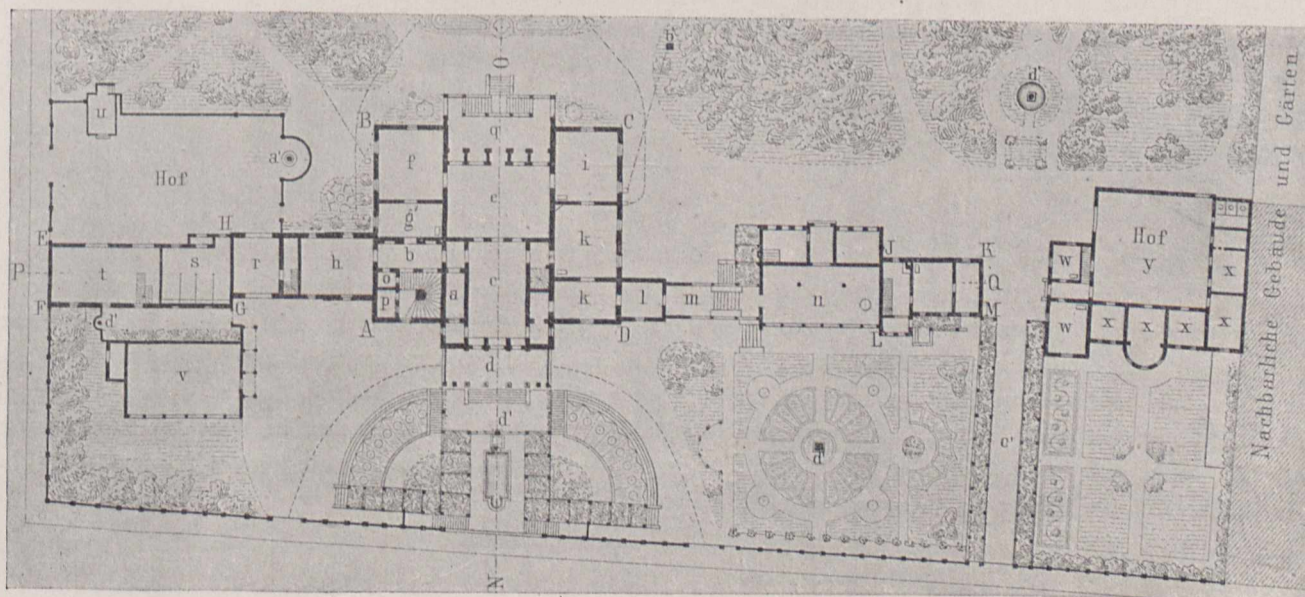 O
b'
d'
u
B
C
q
a'
f
i
Hof
e
g'
H
E
J
K
Hof
y
w
x
b
k
P
t
s
r
h
o
a
c
Q
p
k
l
m
n
F
G
A
D
M
L
w
x
x
x
x
d'
d
v
d'
c'
d'
N
Nachbarliche Gebäude und Gärten